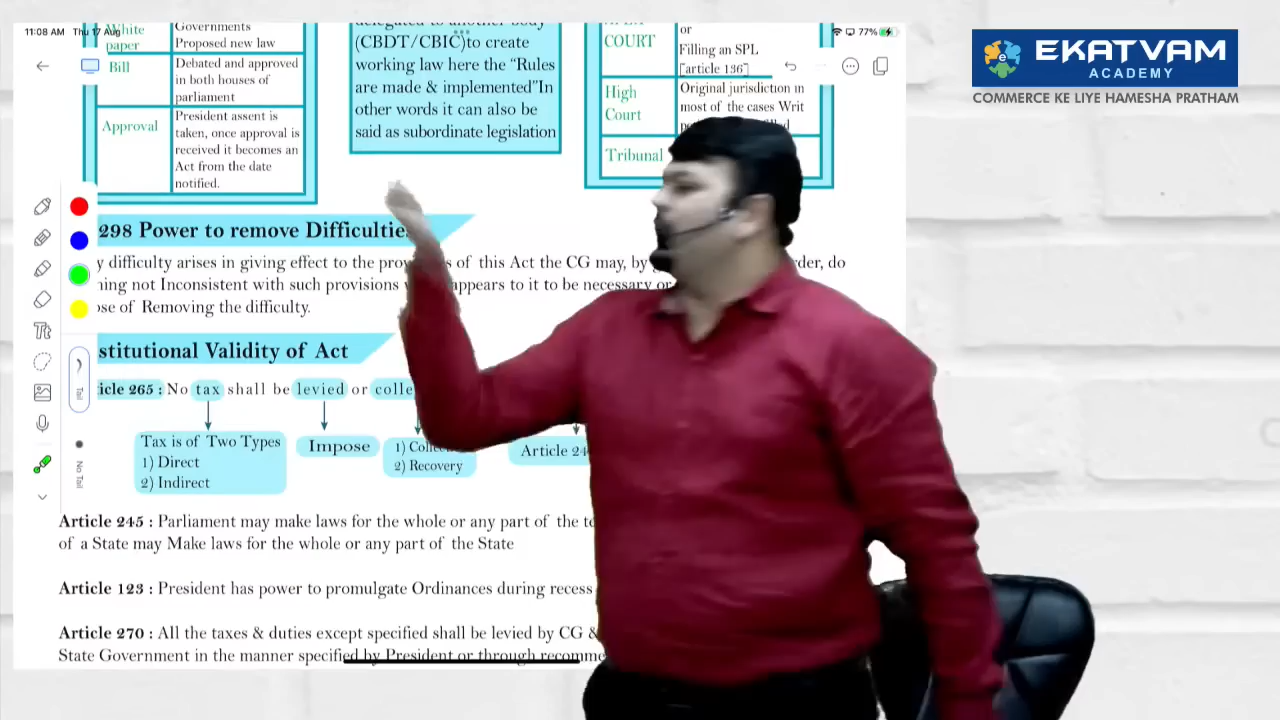 11:08 AM Thu 17 Aug
77%
EKATVAM
ACADEMY
COMMERCE KE LIYE HAMESHA PRATHAM
White
paper
Governments
Proposed new law
Bill
Debated and approved
in both houses of
parliament
Approval
President assent is
taken, once approval is
received it becomes an
Act from the date
notified.
delegated to another body
(CBDT/CBIC)to create
working law here the “Rules
are made & implemented”In
other words it can also be
said as subordinate legislation
COURT
or
Filling an SPL
[article 136]
High
Court
Original jurisdiction in
most of the cases Writ
Tribunal
298 Power to remove Difficultie
y difficulty arises in giving effect to the of this Act the CG may, by do
not Inconsistent with such provisions appears to it to be necessary or
of Removing the difficulty.
stitutional Validity of Act
icle 265: No tax shall be levied or colle
Tax is of Two Types
1) Direct
2) Indirect
Impose
1)
2) Recovery
Article 24
Tail
No Tail
Article 245 : Parliament may make laws for the whole or any part of the
of a State may Make laws for the whole or any part of the State
Article 123 : President has power to promulgate Ordinances during recess
Article 270 : All the taxes & duties except specified shall be levied by CG &
State Government in the manner specified by President or through